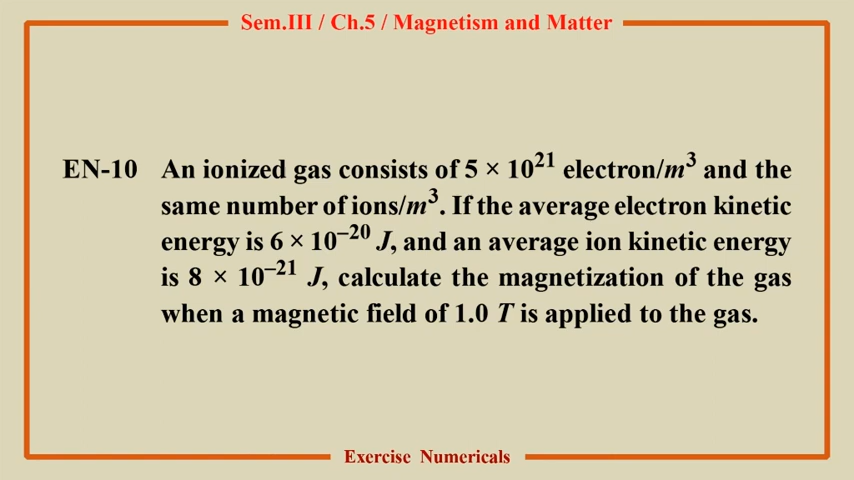 Sem.III / Ch.5 / Magnetism and Matter
EN-10 An ionized gas consists of 5 × 10²¹ electron/m³ and the
same number of ions/m³. If the average electron kinetic
energy is 6 × 10⁻²⁰ J, and an average ion kinetic energy
is 8 × 10⁻²¹ J, calculate the magnetization of the gas
when a magnetic field of 1.0 T is applied to the gas.
Exercise Numericals